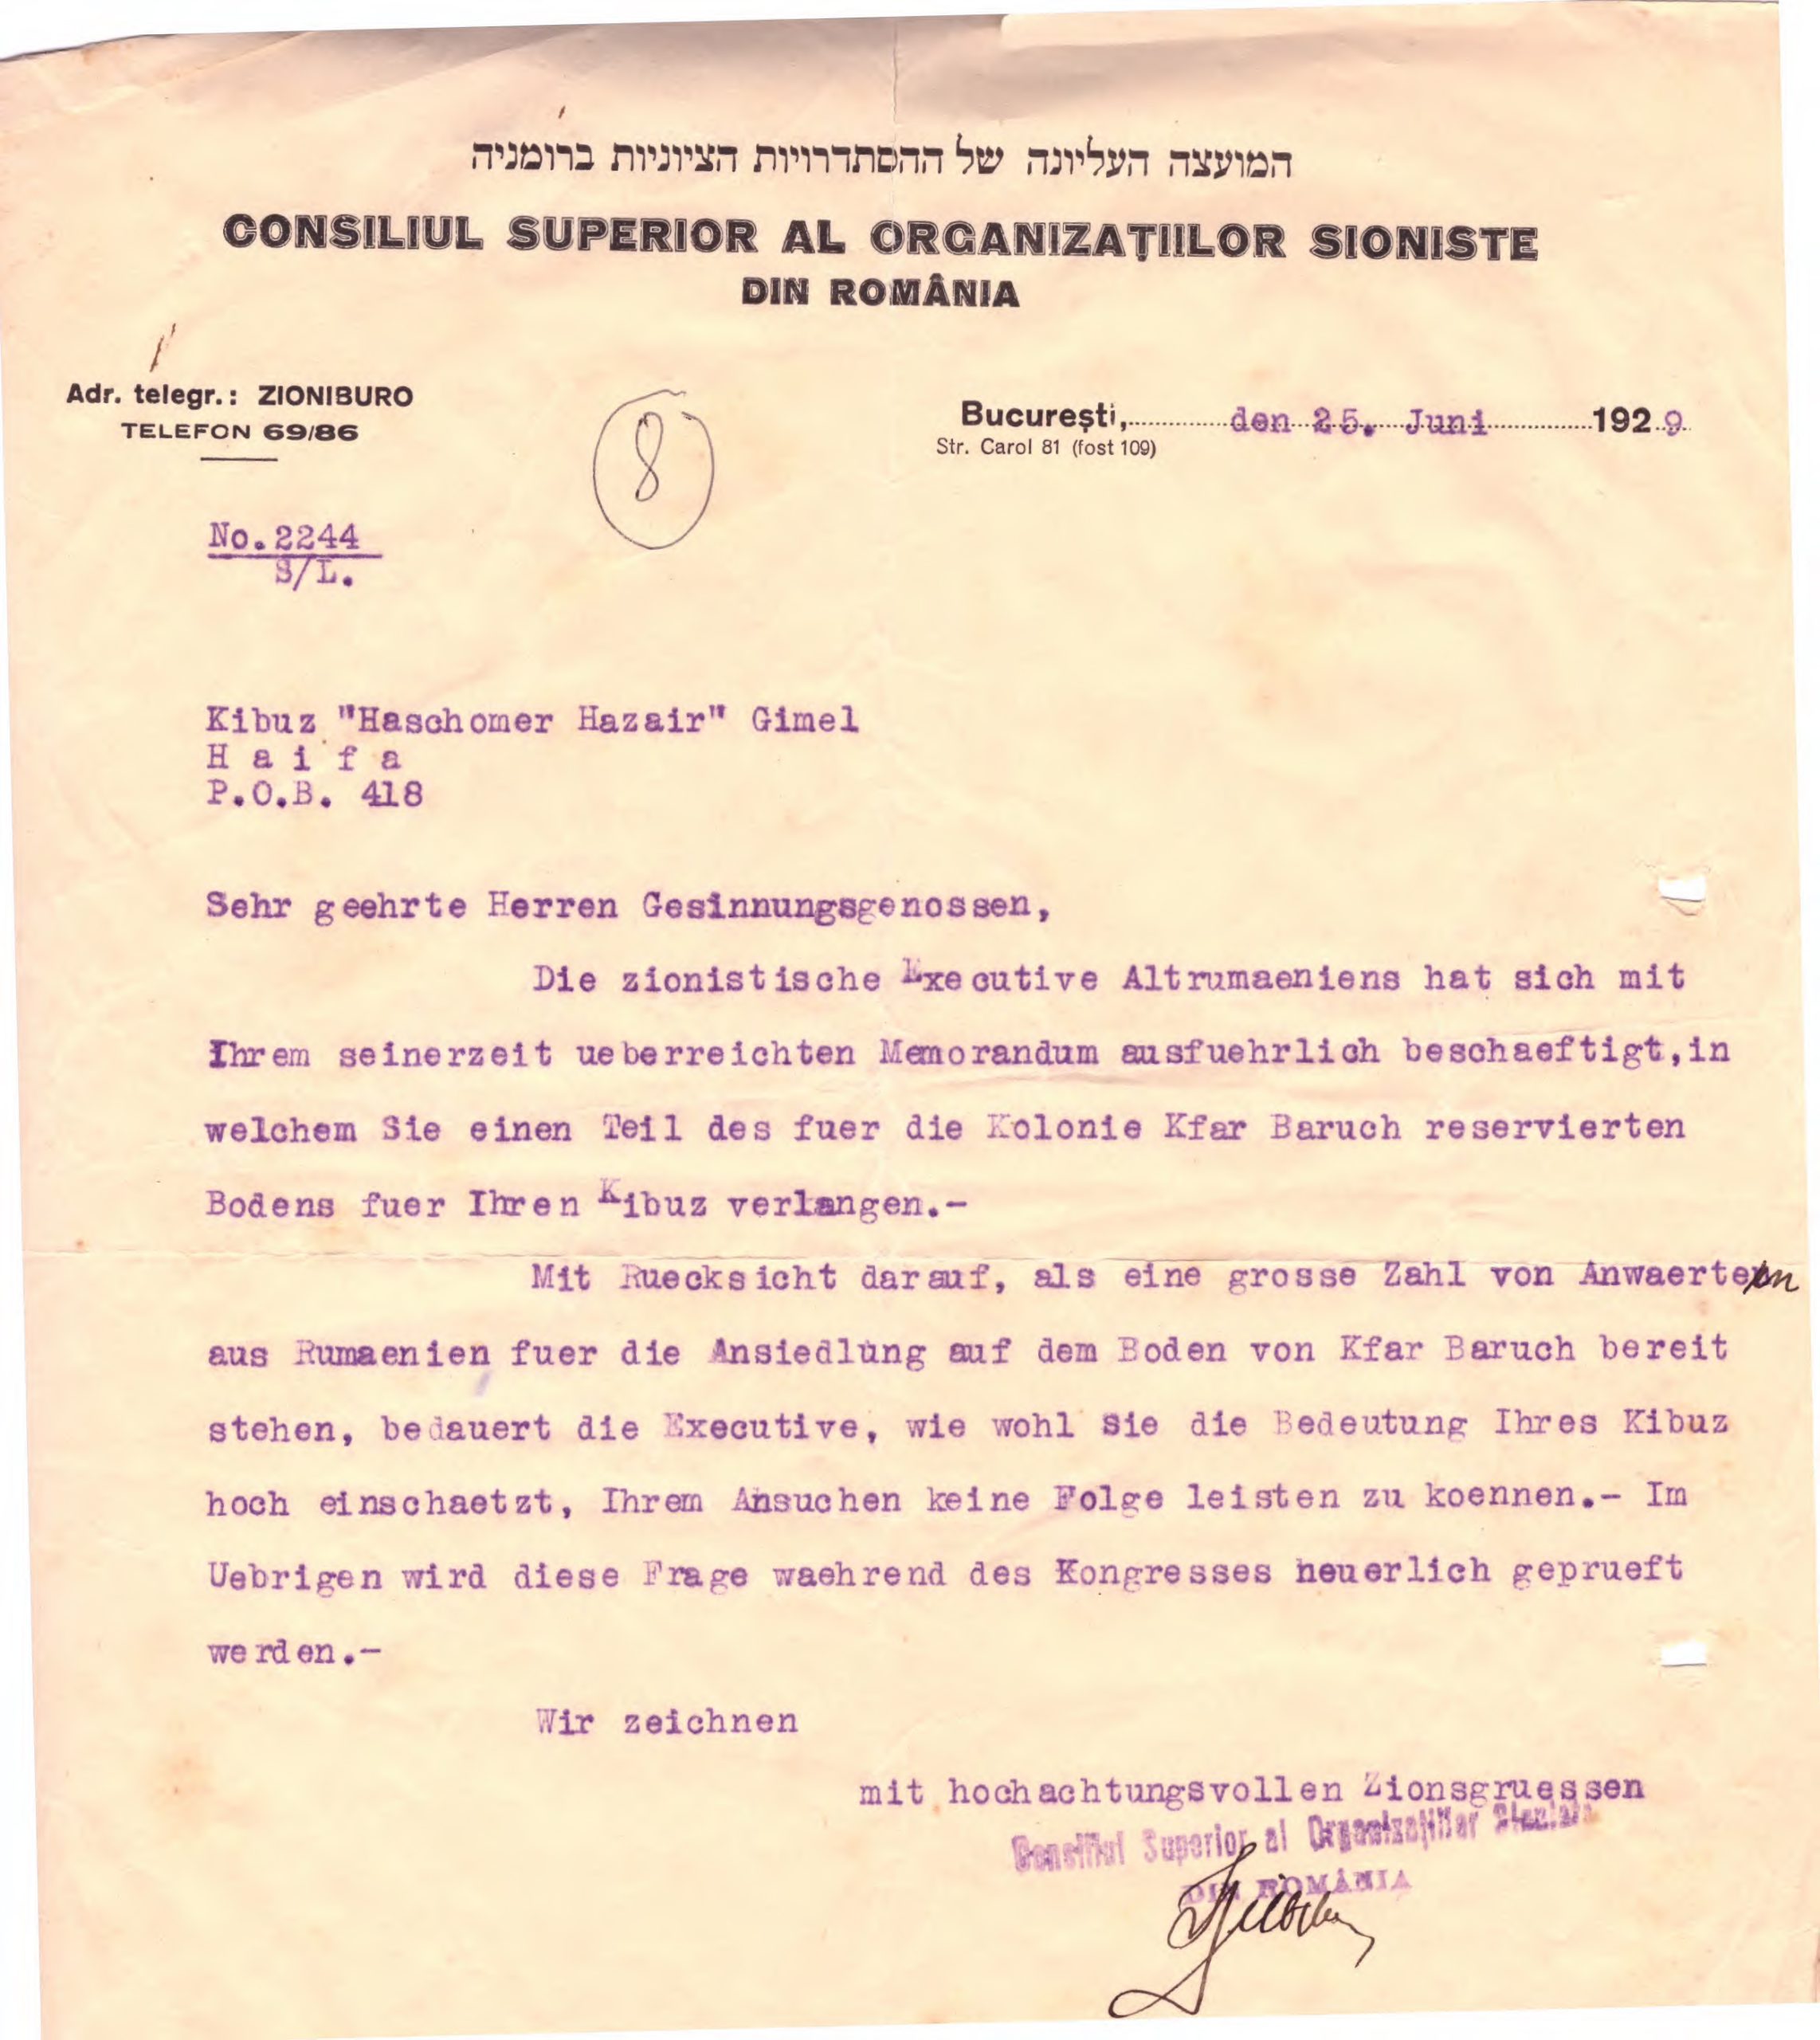 המועצה העליונה של ההסתדרויות הציוניות ברומניה
CONSILIUL SUPERIOR AL ORGANIZAȚIILOR SIONISTE
DIN ROMÂNIA
Adr. telegr.: ZIONIBURO
TELEFON 69/86
8
București, den 25. Juni 1929
Str. Carol 81 (fost 109)
No. 2244
S/L.
Kibuz "Haschomer Hazair" Gimel
H a i f a
P.O.B. 418
Sehr geehrte Herren Gesinnungsgenossen,
Die zionistische Executive Altrumaeniens hat sich mit
Ihrem seinerzeit ueberreichten Memorandum ausfuehrlich beschaeftigt, in
welchem Sie einen Teil des fuer die Kolonie Kfar Baruch reservierten
Bodens fuer Ihren Kibuz verlangen.-
Mit Ruecksicht darauf, als eine grosse Zahl von Anwaertern
aus Rumaenien fuer die Ansiedlung auf dem Boden von Kfar Baruch bereit
stehen, bedauert die Executive, wie wohl sie die Bedeutung Ihres Kibuz
hoch einschaetzt, Ihrem Ansuchen keine Folge leisten zu koennen.- Im
Uebrigen wird diese Frage waehrend des Kongresses neuerlich geprueft
werden.-
Wir zeichnen
mit hochachtungsvollen Zionsgruessen
Consiliul Superior al Organizațiilor Sioniste
DIN ROMÂNIA